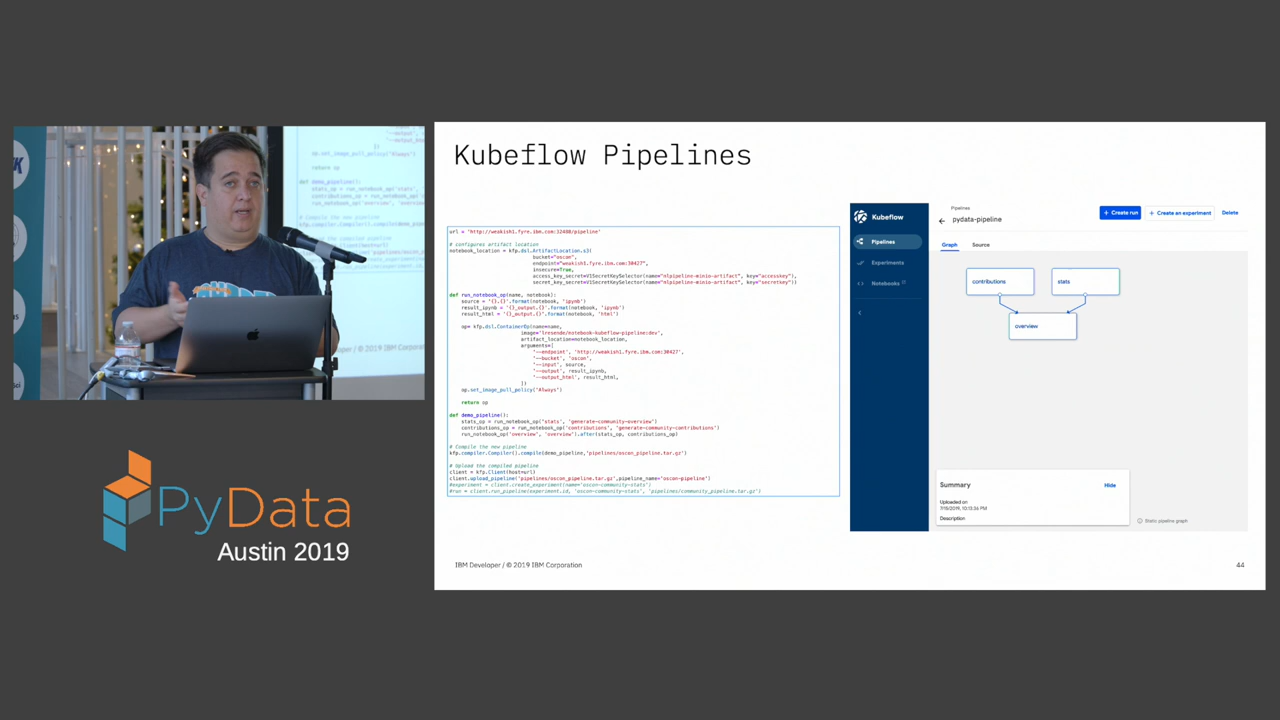 Kubeflow Pipelines
url = 'http://weakish1.fyre.ibm.com:32488/pipeline'
# configures artifact location
notebook_location = kfp.dsl.ArtifactLocation.s3(
bucket="oscon",
endpoint="weakish1.fyre.ibm.com:30427",
insecure=True,
access_key_secret=V1SecretKeySelector(name="mlpipeline-minio-artifact", key="accesskey"),
secret_key_secret=V1SecretKeySelector(name="mlpipeline-minio-artifact", key="secretkey"))
def run_notebook_op(name, notebook):
source = '{}.{}'.format(notebook, 'ipynb')
result_ipynb = '{}_output.{}'.format(notebook, 'ipynb')
result_html = '{}_output.{}'.format(notebook, 'html')
op= kfp.dsl.ContainerOp(name=name,
image='lresende/notebook-kubeflow-pipeline:dev',
artifact_location=notebook_location,
arguments=[
'--endpoint', 'http://weakish1.fyre.ibm.com:30427',
'--bucket', 'oscon',
'--input', source,
'--output', result_ipynb,
'--output_html', result_html,
])
op.set_image_pull_policy('Always')
return op
def demo_pipeline():
stats_op = run_notebook_op('stats', 'generate-community-overview')
contributions_op = run_notebook_op('contributions', 'generate-community-contributions')
run_notebook_op('overview', 'overview').after(stats_op, contributions_op)
# Compile the new pipeline
kfp.compiler.Compiler().compile(demo_pipeline,'pipelines/oscon_pipeline.tar.gz')
# Upload the compiled pipeline
client = kfp.Client(host=url)
client.upload_pipeline('pipelines/oscon_pipeline.tar.gz',pipeline_name="oscon-pipeline")
#experiment = client.create_experiment(name='oscon-community-stats')
#run = client.run_pipeline(experiment.id, 'oscon-community-stats', 'pipelines/community_pipeline.tar.gz')
Kubeflow
Pipelines
Experiments
Notebooks
Pipelines
pydata-pipeline
+ Create run
+ Create an experiment
Delete
Graph
Source
contributions
stats
overview
Summary
Hide
Uploaded on
7/15/2019, 10:13:26 PM
Description
Static pipeline graph
IBM Developer / © 2019 IBM Corporation
44
PyData
Austin 2019